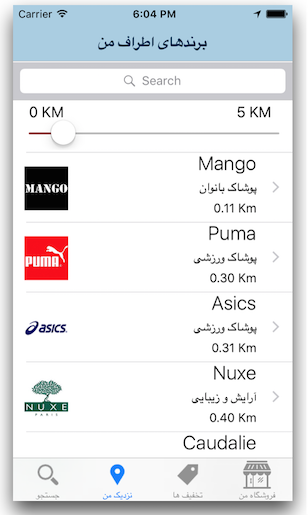 Carrier 6:04 PM
برندهای اطراف من
Search
0 KM 5 KM
Mango
MANGO
پوشاک بانوان
0.11 Km
Puma
PUMA
پوشاک ورزشی
0.30 Km
Asics
asics
پوشاک ورزشی
0.31 Km
Nuxe
NUXE
PARIS
آرایش و زیبایی
0.40 Km
Caudalie
جستجو نزدیک من تخفیف ها فروشگاه من